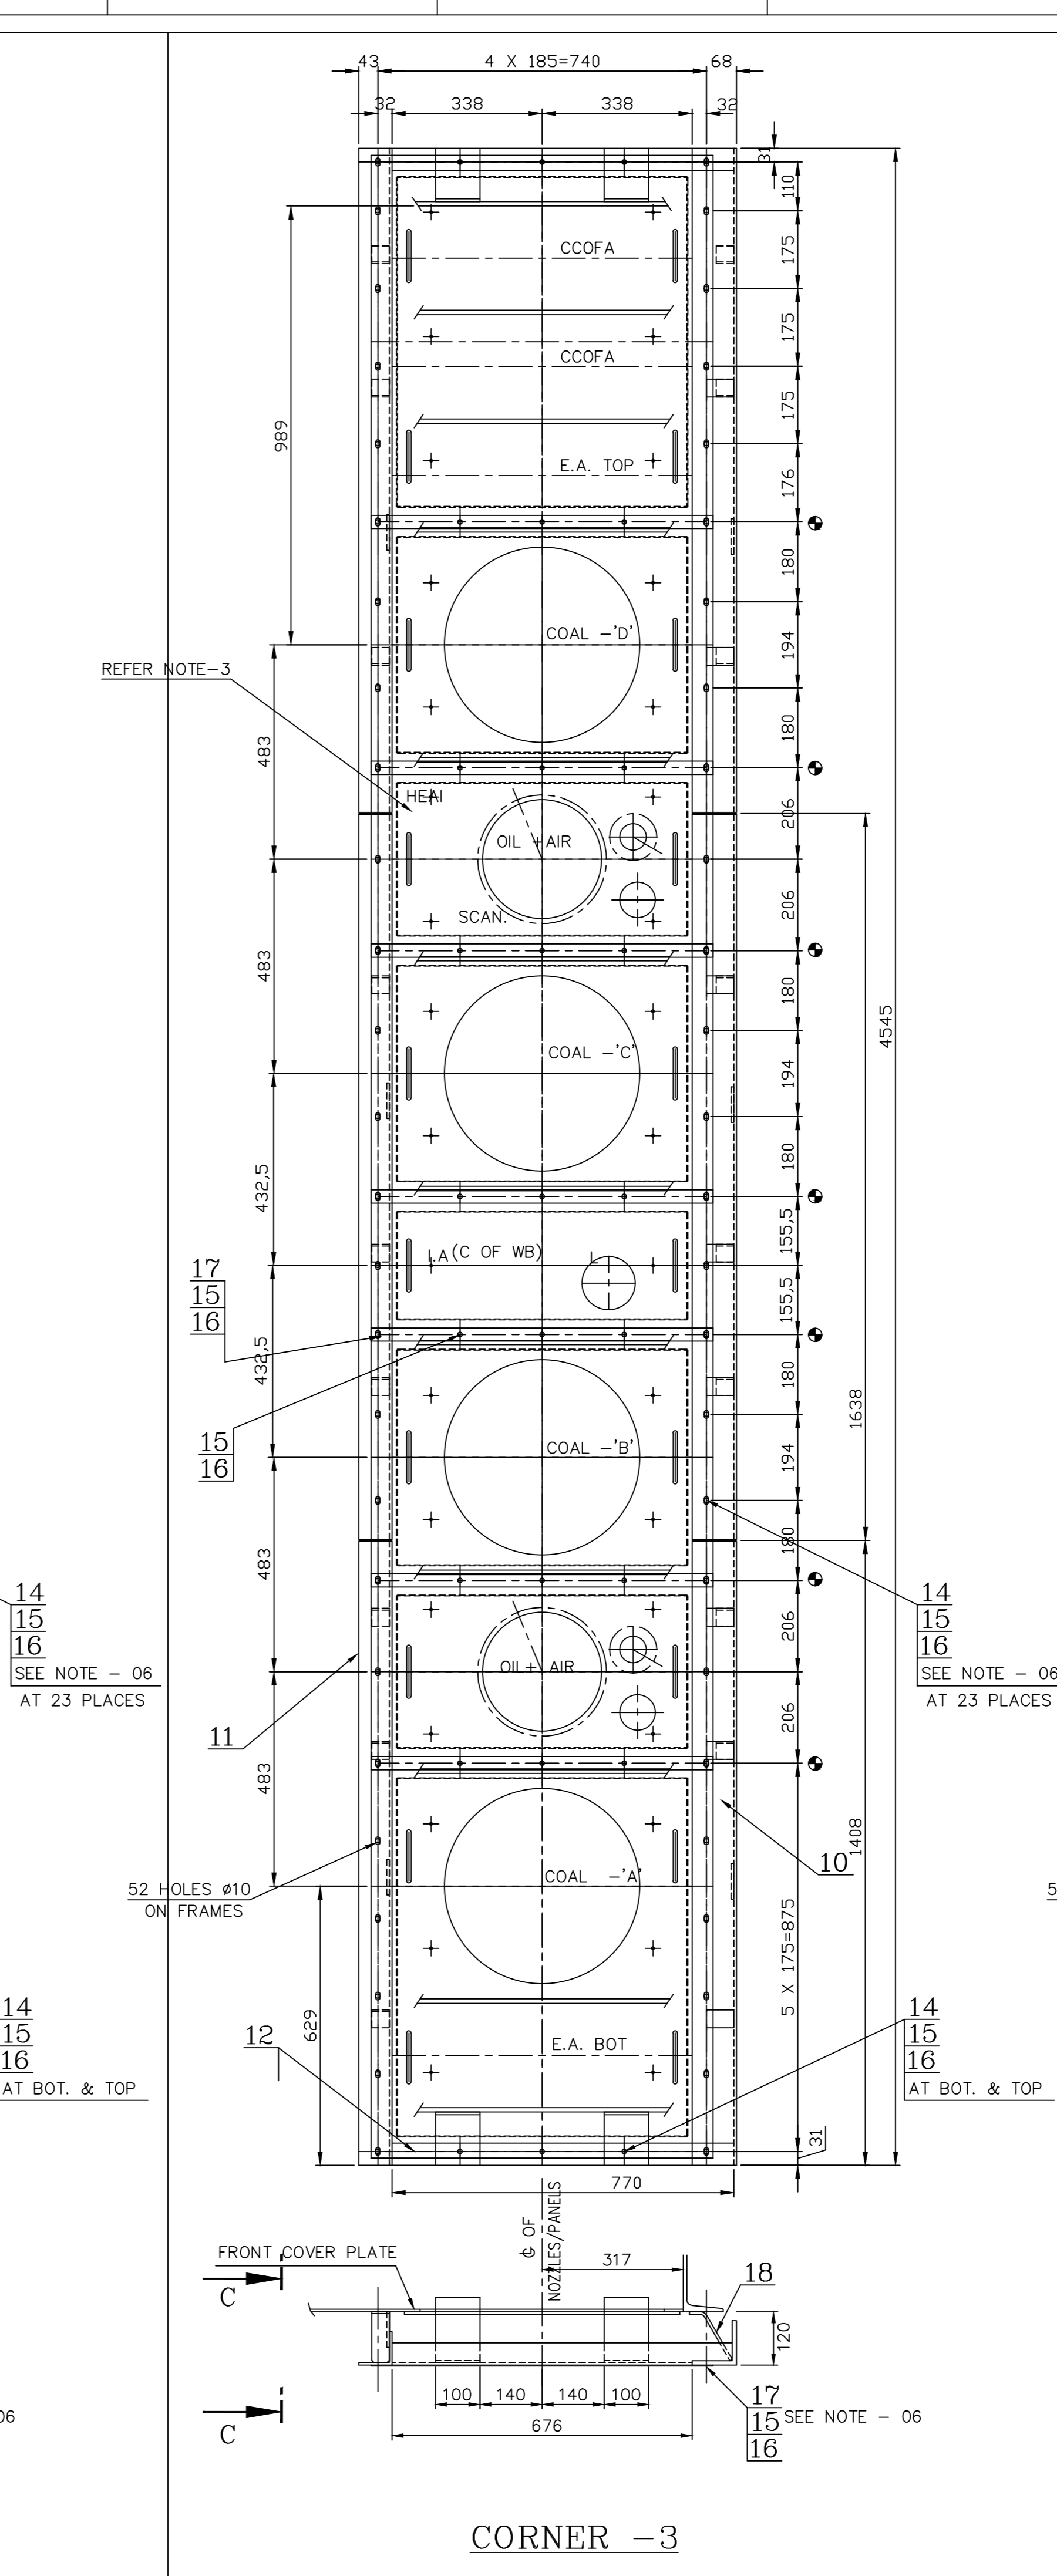 43
4 X 185=740
68
32
338
338
32
31
110
175
CCOFA
175
CCOFA
175
989
E.A. TOP
176
180
COAL -'D'
194
REFER NOTE-3
180
483
HEAI
206
OIL +AIR
206
SCAN.
483
180
4545
COAL -'C'
194
180
432,5
155,5
I.A(C OF WB)
L
17
15
16
155,5
432,5
180
1638
15
16
COAL -'B'
194
180
483
14
15
16
SEE NOTE - 06
AT 23 PLACES
206
14
15
16
SEE NOTE - 06
AT 23 PLACES
OIL+ AIR
206
11
483
10
1408
COAL -'A'
52 HOLES ø10
ON FRAMES
5
5 X 175=875
14
15
16
AT BOT. & TOP
629
12
E.A. BOT
14
15
16
AT BOT. & TOP
31
770
℄ OF
NOZZLES/PANELS
FRONT COVER PLATE
317
18
C
120
100
140
140
100
676
17
15
16
SEE NOTE - 06
06
C
CORNER -3